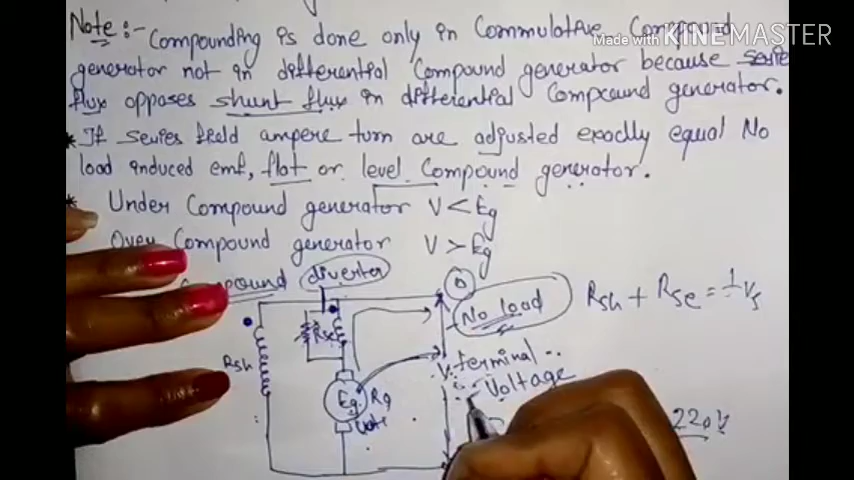 Note :- Compounding is done only in Commulative Compound
Made with KINEMASTER
generator not in differential Compound generator because series
flux opposes shunt flux in differential Compound generator.
* If series field ampere turn are adjusted exactly equal No
load induced emf, flat or level Compound generator.
* Under Compound generator V < Eg
Over Compound generator V > Eg
Compound
diverter
No load
Rsh + Rse =
Rse
Rsh
terminal
V
Voltage
Eg
220V